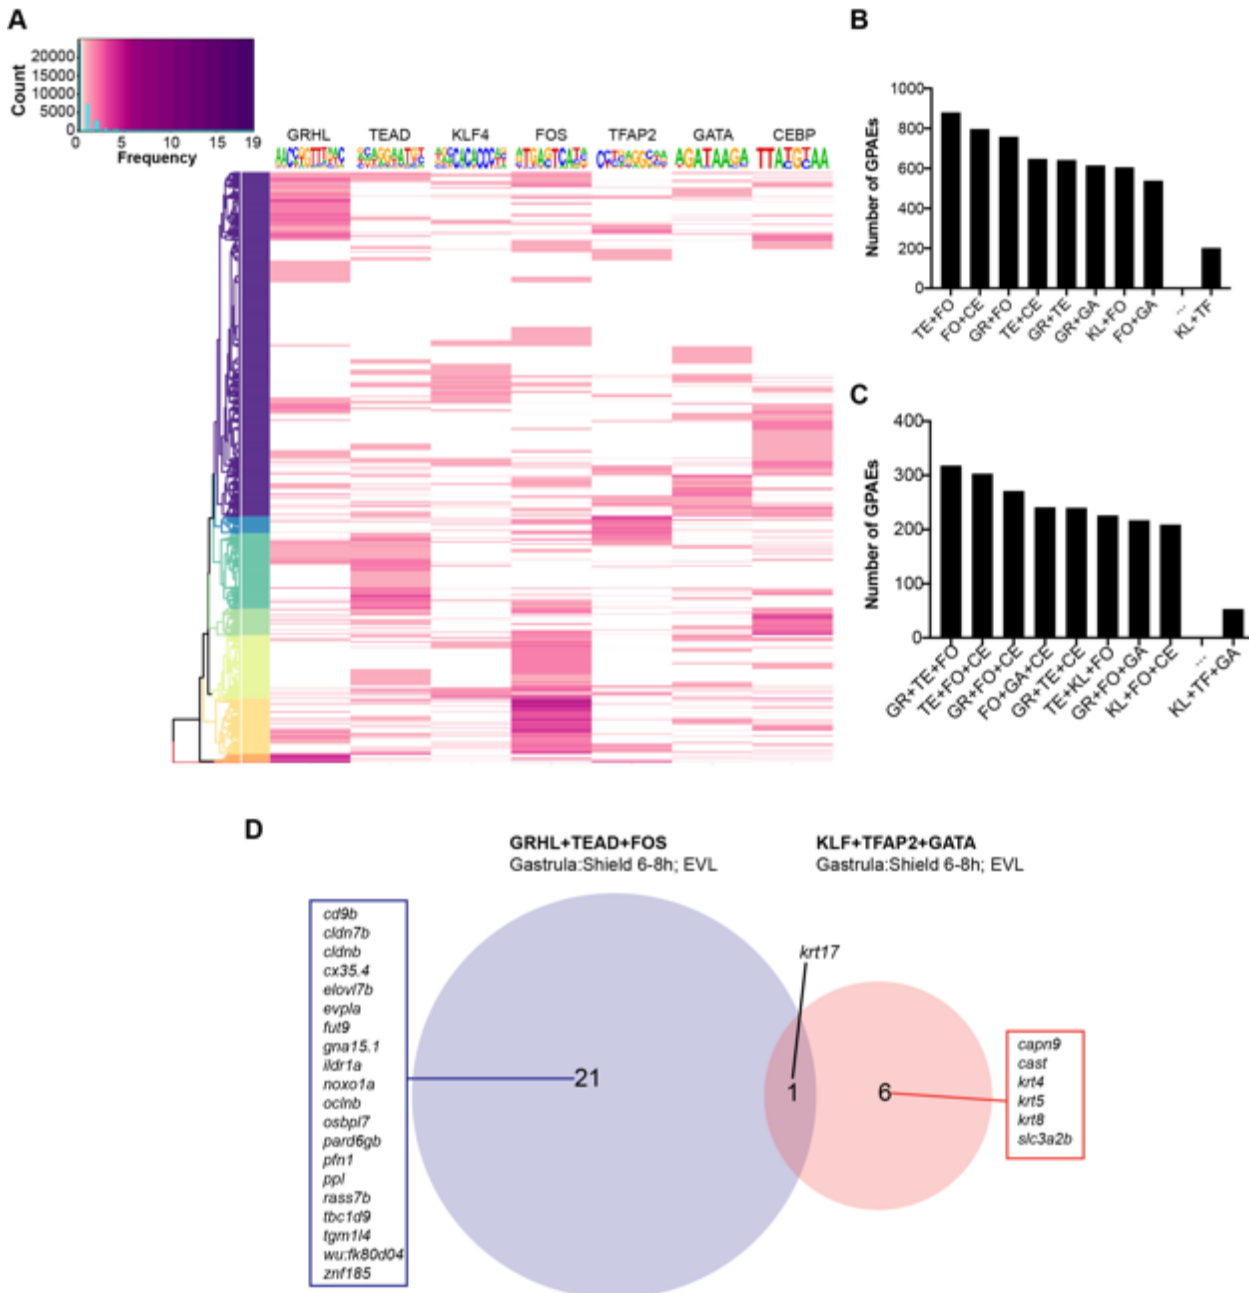 A
Count
20000
15000
10000
5000
0
0 5 10 15 19
Frequency
GRHL TEAD KLF4 FOS TFAP2 GATA CEBP
AGATAAGA
B
Number of GPAEs
1000
800
600
400
200
0
TE+FO
FO+CE
GR+FO
TE+CE
GR+TE
GR+GA
KL+FO
FO+GA
...
KL+TF
C
Number of GPAEs
400
300
200
100
0
GR+TE+FO
TE+FO+CE
GR+FO+CE
FO+GA+CE
GR+TE+CE
TE+KL+FO
GR+FO+GA
KL+FO+CE
...
KL+TF+GA
D
GRHL+TEAD+FOS
Gastrula:Shield 6-8h; EVL
KLF+TFAP2+GATA
Gastrula:Shield 6-8h; EVL
cd9b
cldn7b
cldnb
cx35.4
elovl7b
evpla
fut9
gna15.1
ildr1a
noxo1a
oclnb
osbpl7
pard6gb
pfn1
ppl
rass7b
tbc1d9
tgm1l4
wu:fk80d04
znf185
21
krt17
1
6
capn9
cast
krt4
krt5
krt8
slc3a2b